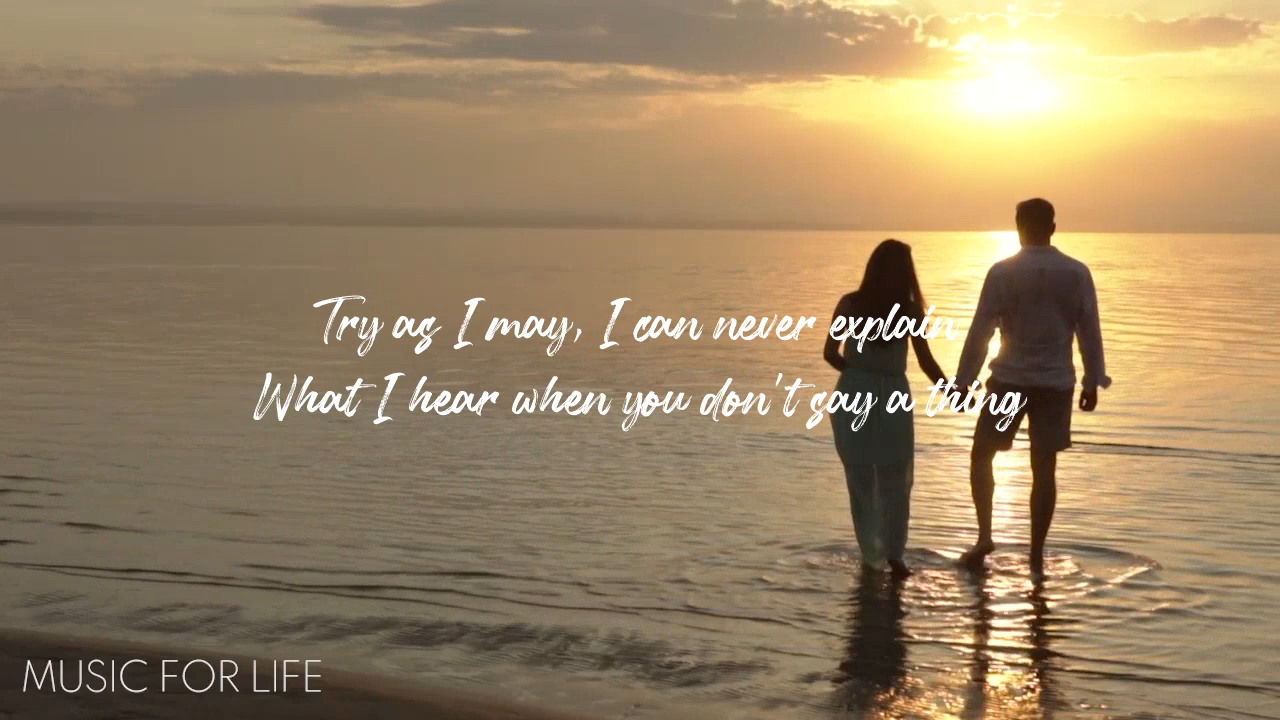 Try as I may, I can never explain
What I hear when you don't say a thing
MUSIC FOR LIFE